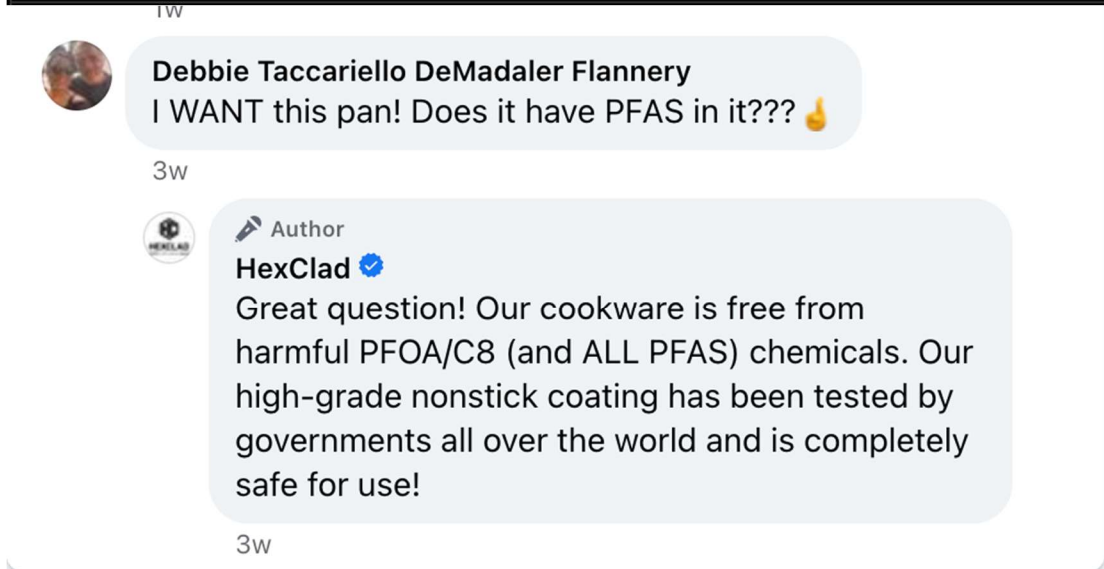 1w
Debbie Taccariello DeMadaler Flannery
I WANT this pan! Does it have PFAS in it???🤞
3w
HEXCLAD
Author
HexClad
Great question! Our cookware is free from
harmful PFOA/C8 (and ALL PFAS) chemicals. Our
high-grade nonstick coating has been tested by
governments all over the world and is completely
safe for use!
3w